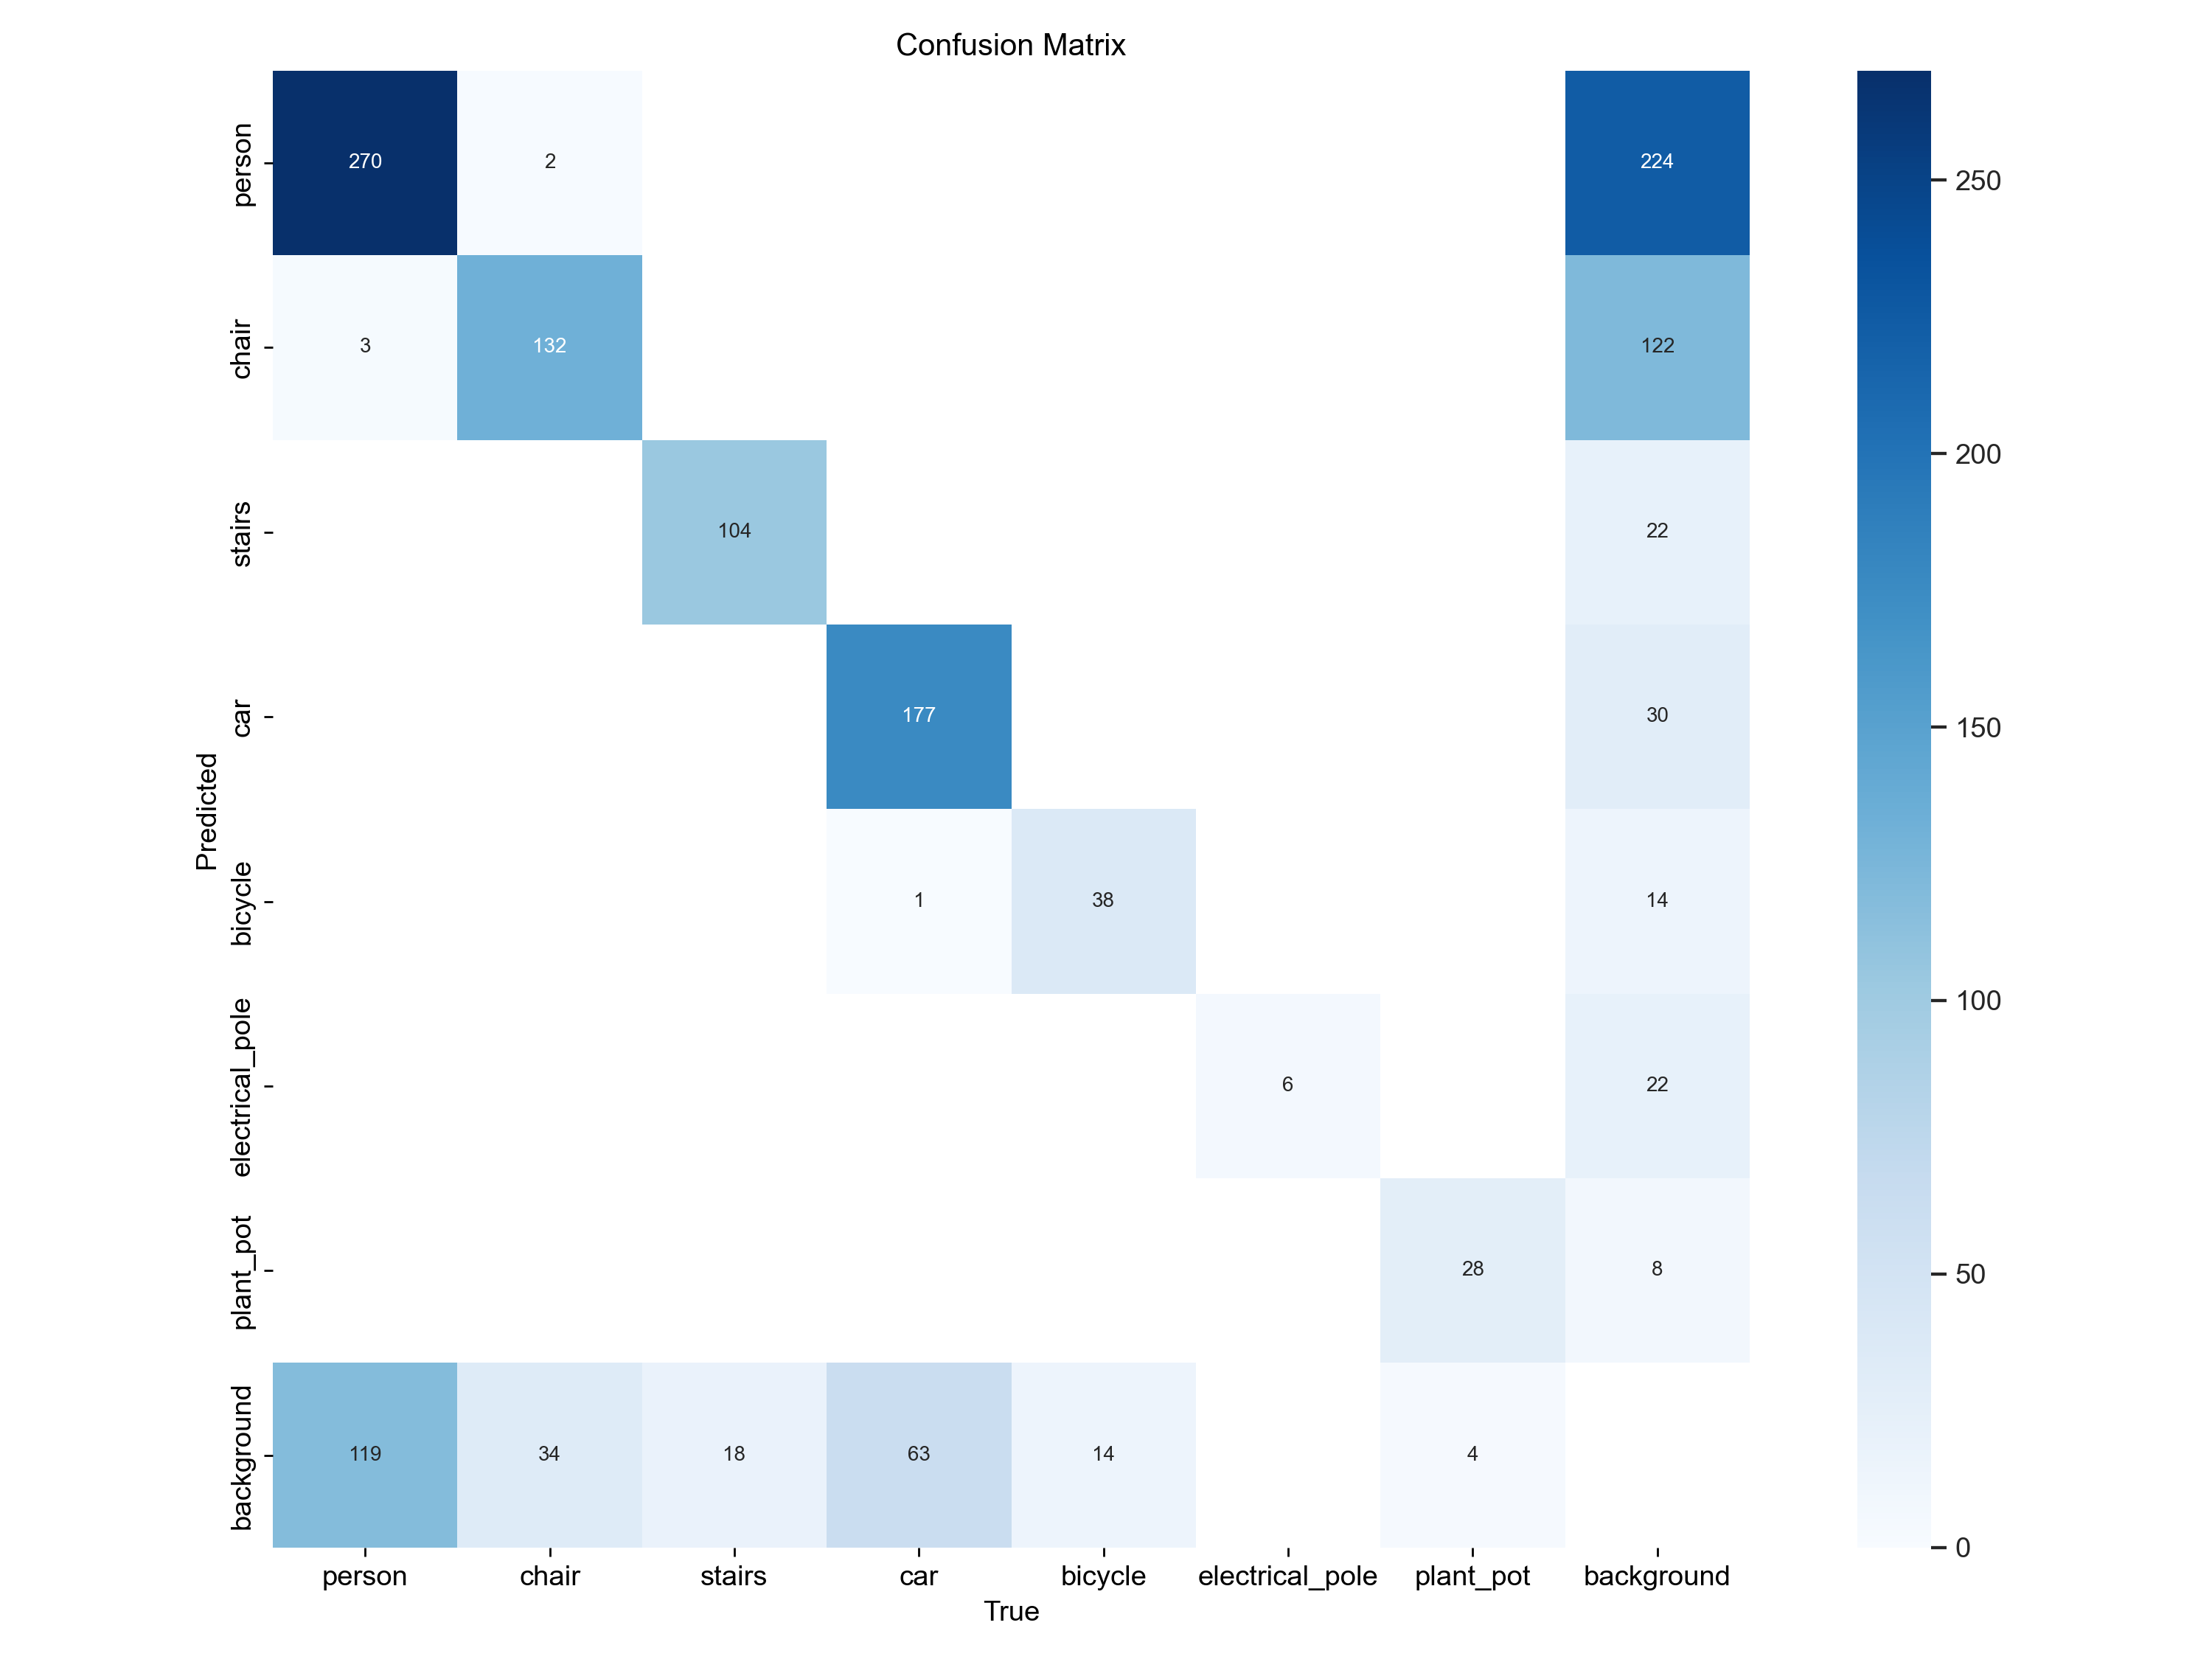 Confusion Matrix
person
270
2
224
250
chair
3
132
122
200
stairs
104
22
car
177
30
150
Predicted
bicycle
1
38
14
electrical_pole
6
22
100
plant_pot
28
8
50
background
119
34
18
63
14
4
0
person
chair
stairs
car
bicycle
electrical_pole
plant_pot
background
True